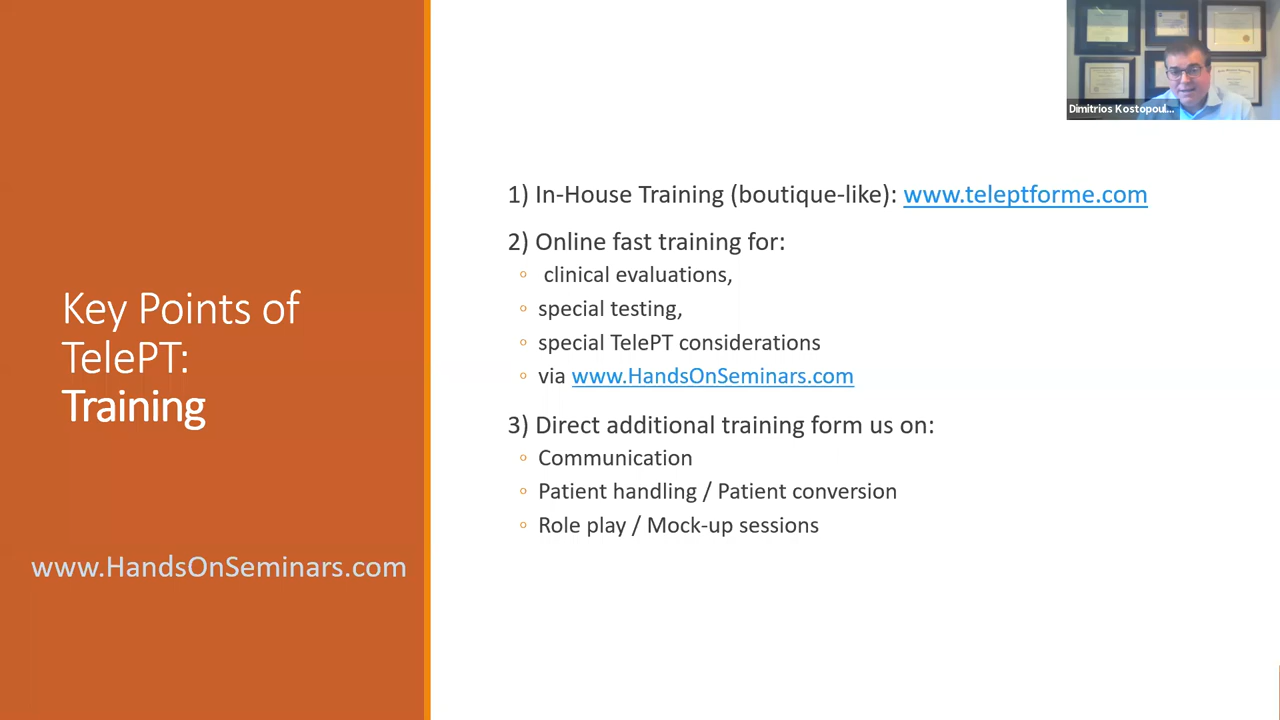 Dimitrios Kostopoul...
1) In-House Training (boutique-like): www.teleptforme.com
2) Online fast training for:
clinical evaluations,
special testing,
special TelePT considerations
via www.HandsOnSeminars.com
3) Direct additional training form us on:
Communication
Patient handling / Patient conversion
Role play / Mock-up sessions
Key Points of
TelePT:
Training
www.HandsOnSeminars.com